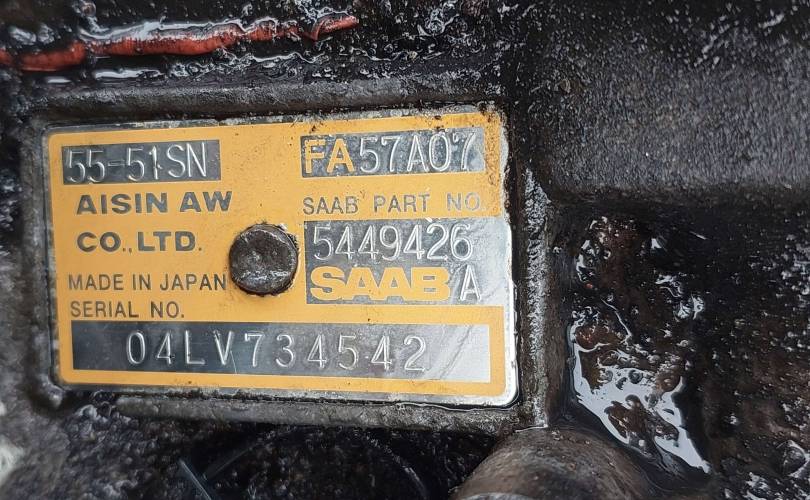 55-51SN
FA57A07
AISIN AW
CO.,LTD.
SAAB PART NO.
5449426
MADE IN JAPAN
SAAB A
SERIAL NO.
04LV734542